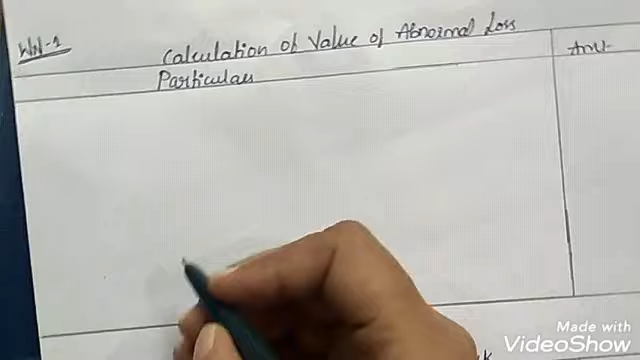 WN-1
Calculation of Value of Abnormal Loss
Particulars
Amt.
Made with
VideoShow